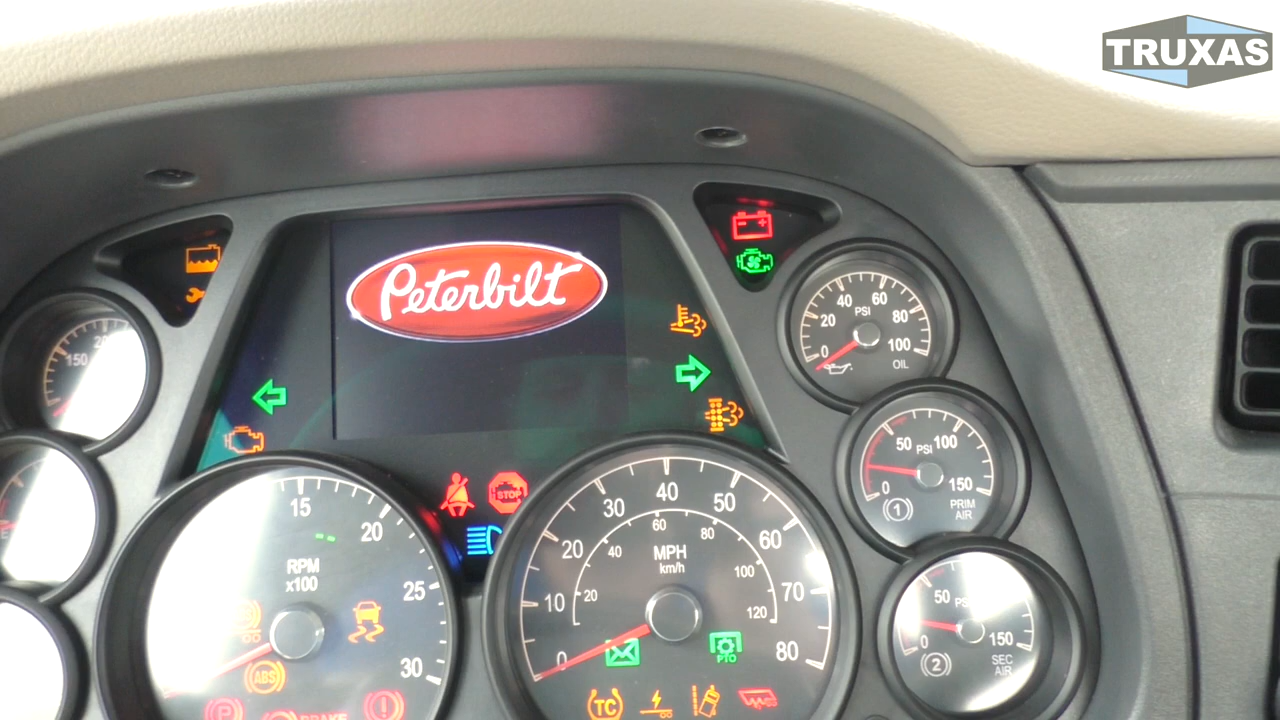 TRUXAS
Peterbilt
40 60
PSI
20 80
0 100
OIL
150
50 PSI 100
0 150
1
PRIM
AIR
STOP
15
20
25
30
RPM
x100
ABS
P
BRAKE
10 20 30 40 50 60 70 80
0
MPH
km/h
20 40 60 80 100 120
PTO
TC
50
0 150
2
SEC
AIR